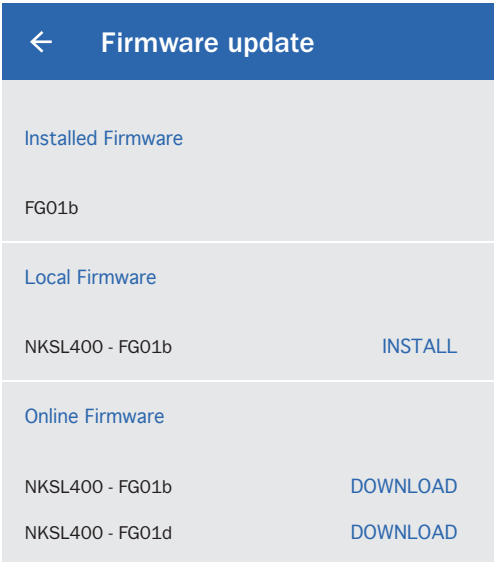 Firmware update
Installed Firmware
FG01b
Local Firmware
NKSL400 - FG01b INSTALL
Online Firmware
NKSL400 - FG01b DOWNLOAD
NKSL400 - FG01d DOWNLOAD